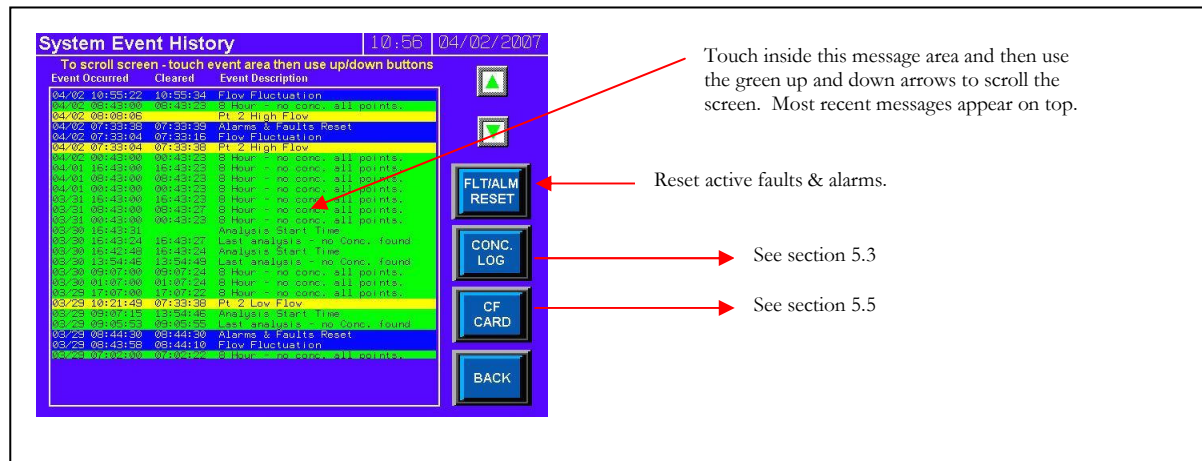 System Event History 10:56 04/02/2007
To scroll screen - touch event area then use up/down buttons
Event Occurred Cleared Event Description
04/02 10:55:22 10:55:34 Flow Fluctuation
04/02 08:43:00 08:43:23 8 Hour - no conc. all points.
04/02 08:08:06 Pt 2 High Flow
04/02 07:33:38 07:33:39 Alarms & Faults Reset
04/02 07:33:04 07:33:16 Flow Fluctuation
04/02 07:33:04 07:33:38 Pt 2 High Flow
04/02 00:43:00 00:43:23 8 Hour - no conc. all points.
04/01 16:43:00 16:43:23 8 Hour - no conc. all points.
04/01 08:43:00 08:43:23 8 Hour - no conc. all points.
04/01 00:43:00 00:43:23 8 Hour - no conc. all points.
03/31 16:43:00 16:43:23 8 Hour - no conc. all points.
03/31 08:43:00 08:43:27 8 Hour - no conc. all points.
03/31 00:43:00 00:43:23 8 Hour - no conc. all points.
03/30 16:43:31 Analysis Start Time
03/30 16:43:24 16:43:27 Last analysis - no Conc. found
03/30 16:42:48 16:43:24 Analysis Start Time
03/30 13:54:46 13:54:49 Last analysis - no Conc. found
03/30 09:07:00 09:07:24 8 Hour - no conc. all points.
03/30 01:07:00 01:07:24 8 Hour - no conc. all points.
03/29 17:07:00 17:07:22 8 Hour - no conc. all points.
03/29 10:21:49 07:33:38 Pt 2 Low Flow
03/29 09:07:15 13:54:46 Analysis Start Time
03/29 09:05:53 09:05:55 Last analysis - no Conc. found
03/29 08:44:30 08:44:30 Alarms & Faults Reset
03/29 08:43:58 08:44:10 Flow Fluctuation
03/29 07:02:00 07:02:22 8 Hour - no conc. all points.
FLT/ALM
RESET
CONC.
LOG
CF
CARD
BACK
Touch inside this message area and then use
the green up and down arrows to scroll the
screen. Most recent messages appear on top.
Reset active faults & alarms.
See section 5.3
See section 5.5